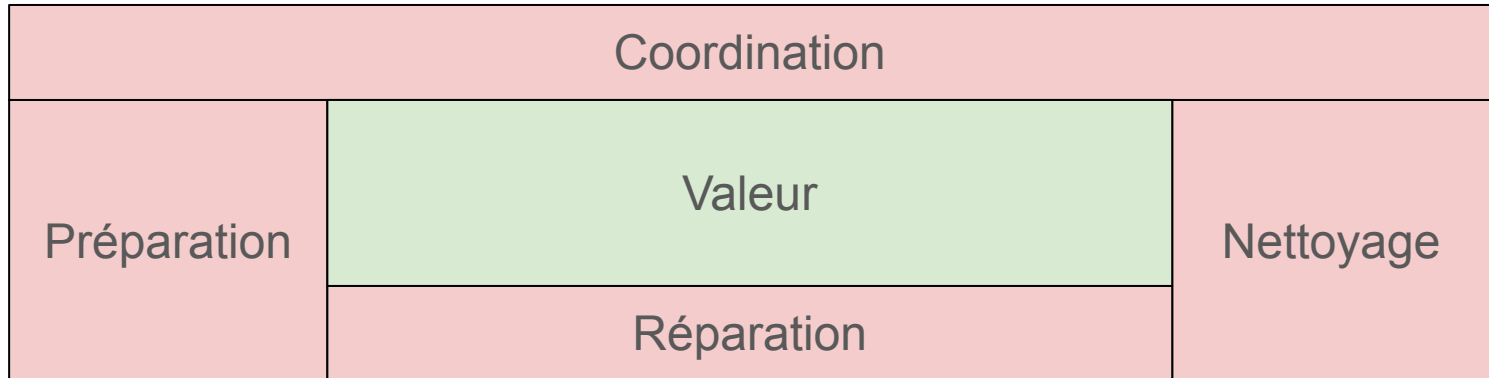 Coordination
Préparation
Valeur
Réparation
Nettoyage